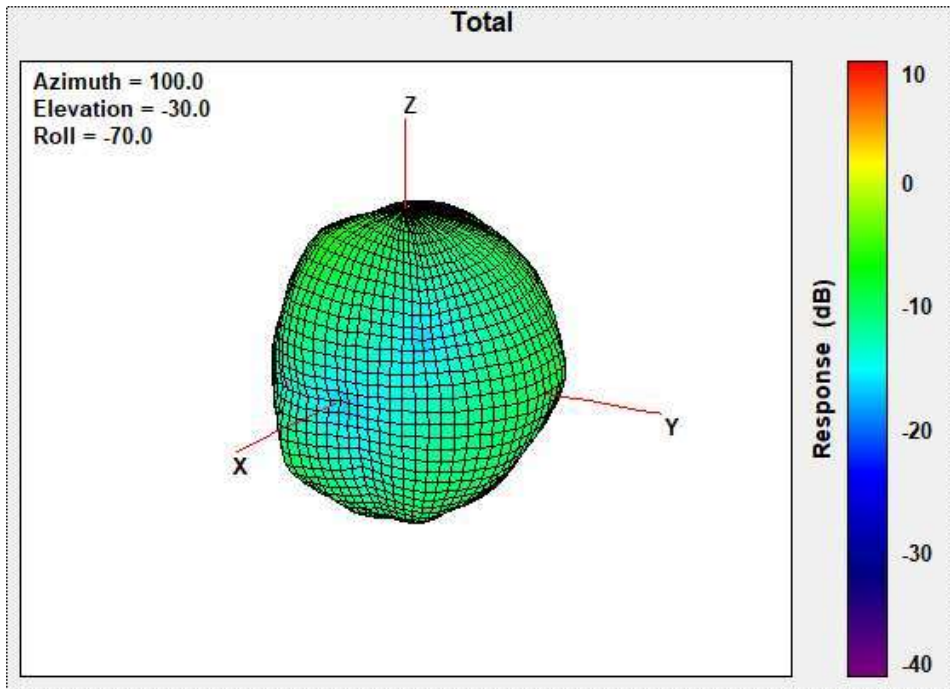 Total
Azimuth = 100.0
Elevation = -30.0
Roll = -70.0
Z
Y
X
Response (dB)
10
0
-10
-20
-30
-40